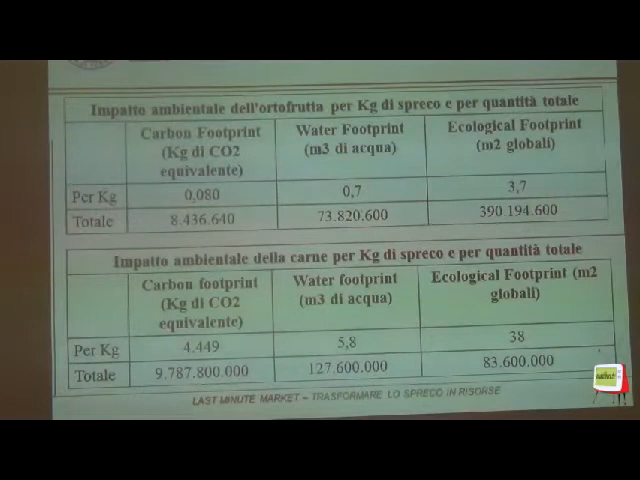 Impatto ambientale dell'ortofrutta per Kg di spreco e per quantità totale
Carbon Footprint (Kg di CO2 equivalente) Water Footprint (m3 di acqua) Ecological Footprint (m2 globali)
Per Kg 0,080 0,7 3,7
Totale 8.436.640 73.820.600 390.194.600
Impatto ambientale della carne per Kg di spreco e per quantità totale
Carbon footprint (Kg di CO2 equivalente) Water footprint (m3 di acqua) Ecological Footprint (m2 globali)
Per Kg 4.449 5,8 38
Totale 9.787.800.000 127.600.000 83.600.000
LAST MINUTE MARKET – TRASFORMARE LO SPRECO IN RISORSE